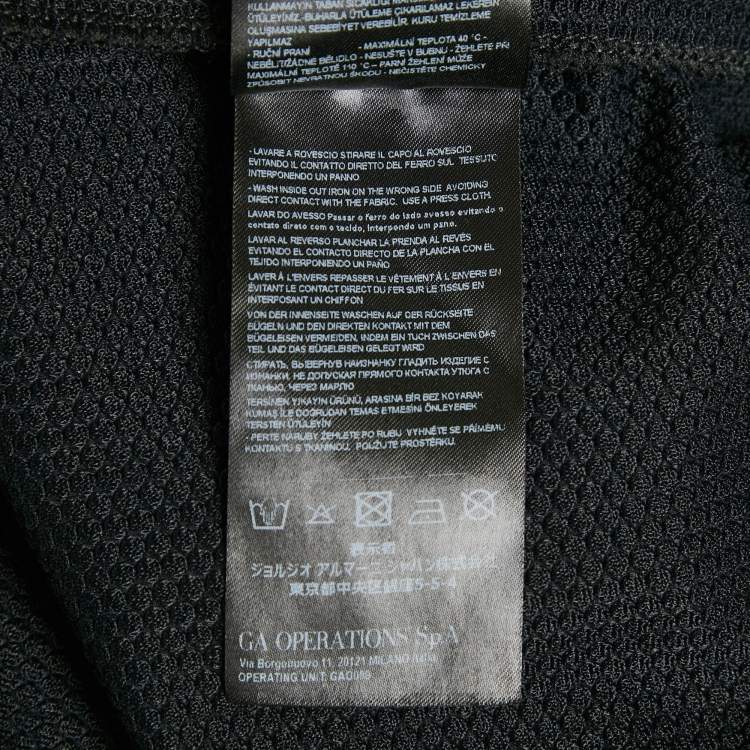 KULLANMAYIN TABAN SICAKLIĞI
ÜTÜLEYİNİZ-BUHARLA ÜTÜLEME ÇIKARILAMAZ LEKELERİN
OLUŞMASINA SEBEBİYET VEREBİLİR. KURU TEMİZLEME
YAPILMAZ
- RUČNÍ PRANÍ - MAXIMÁLNÍ TEPLOTA 40 °C -
NEBĚLITŽÁDNÉ BĚLIDLO - NESUŠTE V BUBNU - ŽEHLETE PŘI
MAXIMÁLNÍ TEPLOTĚ 110 °C - PARNÍ ŽEHLENÍ MŮŽE
ZPŮSOBIT NEVRATNOU ŠKODU - NEČISTĚTE CHEMICKY
- LAVARE A ROVESCIO STIRARE IL CAPO AL ROVESCIO
EVITANDO IL CONTATTO DIRETTO DEL FERRO SUL TESSUTO
INTERPONENDO UN PANNO
- WASH INSIDE OUT IRON ON THE WRONG SIDE AVOIDING
DIRECT CONTACT WITH THE FABRIC. USE A PRESS CLOTH.
LAVAR DO AVESSO Passar o ferro do lado avesso evitando o
contato direto com o tecido, interpondo um pano.
LAVAR AL REVERSO PLANCHAR LA PRENDA AL REVÉS
EVITANDO EL CONTACTO DIRECTO DE LA PLANCHA CON EL
TEJIDO INTERPONIENDO UN PAÑO
LAVER À L'ENVERS REPASSER LE VÊTEMENT À L'ENVERS EN
ÉVITANT LE CONTACT DIRECT DU FER SUR LE TISSUS EN
INTERPOSANT UN CHIFFON
VON DER INNENSEITE WASCHEN AUF DER RÜCKSEITE
BÜGELN UND DEN DIREKTEN KONTAKT MIT DEM
BÜGELEISEN VERMEIDEN, INDEM EIN TUCH ZWISCHEN DAS
TEIL UND DAS BÜGELEISEN GELEGT WIRD
СТИРАТЬ, ВЫВЕРНУВ НАИЗНАНКУ ГЛАДИТЬ ИЗДЕЛИЕ С
ИЗНАНКИ, НЕ ДОПУСКАЯ ПРЯМОГО КОНТАКТА УТЮГА С
ТКАНЬЮ, ЧЕРЕЗ МАРЛЮ
TERSİNEN YIKAYIN ÜRÜNÜ, ARASINA BİR BEZ KOYARAK
KUMAŞ İLE DOĞRUDAN TEMAS ETMESİNİ ÖNLEYEREK
TERSTEN ÜTÜLEYİN
- PERTE NARUBY ŽEHLETE PO RUBU. VYHNĚTE SE PŘÍMÉMU
KONTAKTU S TKANINOU. POUŽIJTE PROSTĚRKU.
表示者
ジョルジオ アルマーニ ジャパン株式会社
東京都中央区銀座5-5-4
GA OPERATIONS SpA
Via Borgonuovo 11, 20121 MILANO Italia
OPERATING UNIT: GAO089